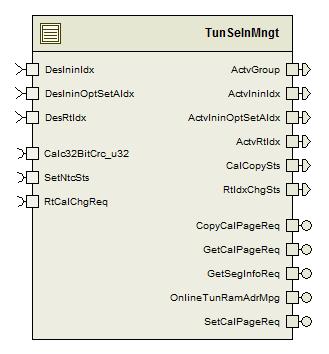 TunSelnMngt
DesIninIdx
DesIninOptSetAIdx
DesRtIdx
Calc32BitCrc_u32
SetNtcSts
RtCalChgReq
ActvGroup
ActvIninIdx
ActvIninOptSetAIdx
ActvRtIdx
CalCopySts
RtIdxChgSts
CopyCalPageReq
GetCalPageReq
GetSegInfoReq
OnlineTunRamAdrMpg
SetCalPageReq